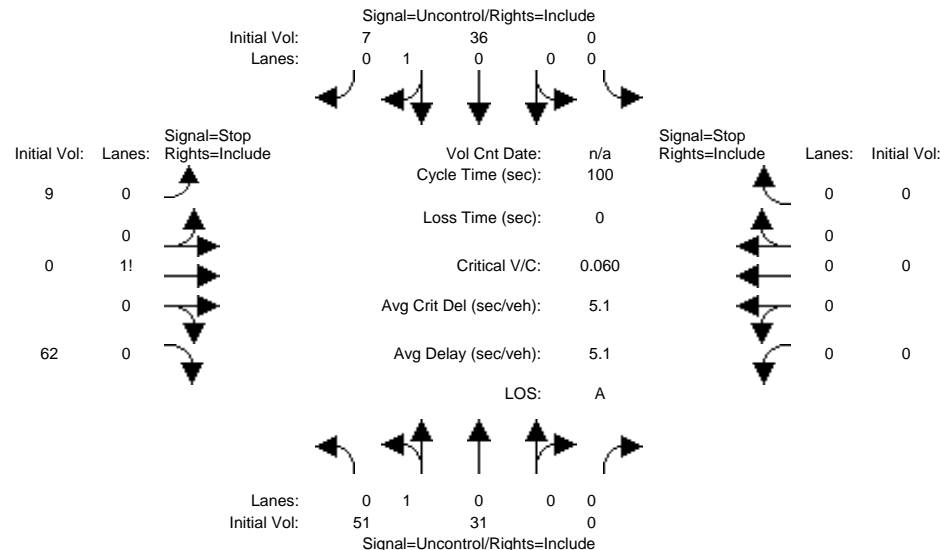 Signal=Uncontrol/Rights=Include
Initial Vol: 7 36 0
Lanes: 0 1 0 0 0
Signal=Stop Signal=Stop
Initial Vol: Lanes: Rights=Include Vol Cnt Date: n/a Rights=Include Lanes: Initial Vol:
Cycle Time (sec): 100
9 0 0 0
Loss Time (sec): 0
0 0
0 1! Critical V/C: 0.060 0 0
0 Avg Crit Del (sec/veh): 5.1 0
62 0 Avg Delay (sec/veh): 5.1 0 0
LOS: A
Lanes: 0 1 0 0 0
Initial Vol: 51 31 0
Signal=Uncontrol/Rights=Include